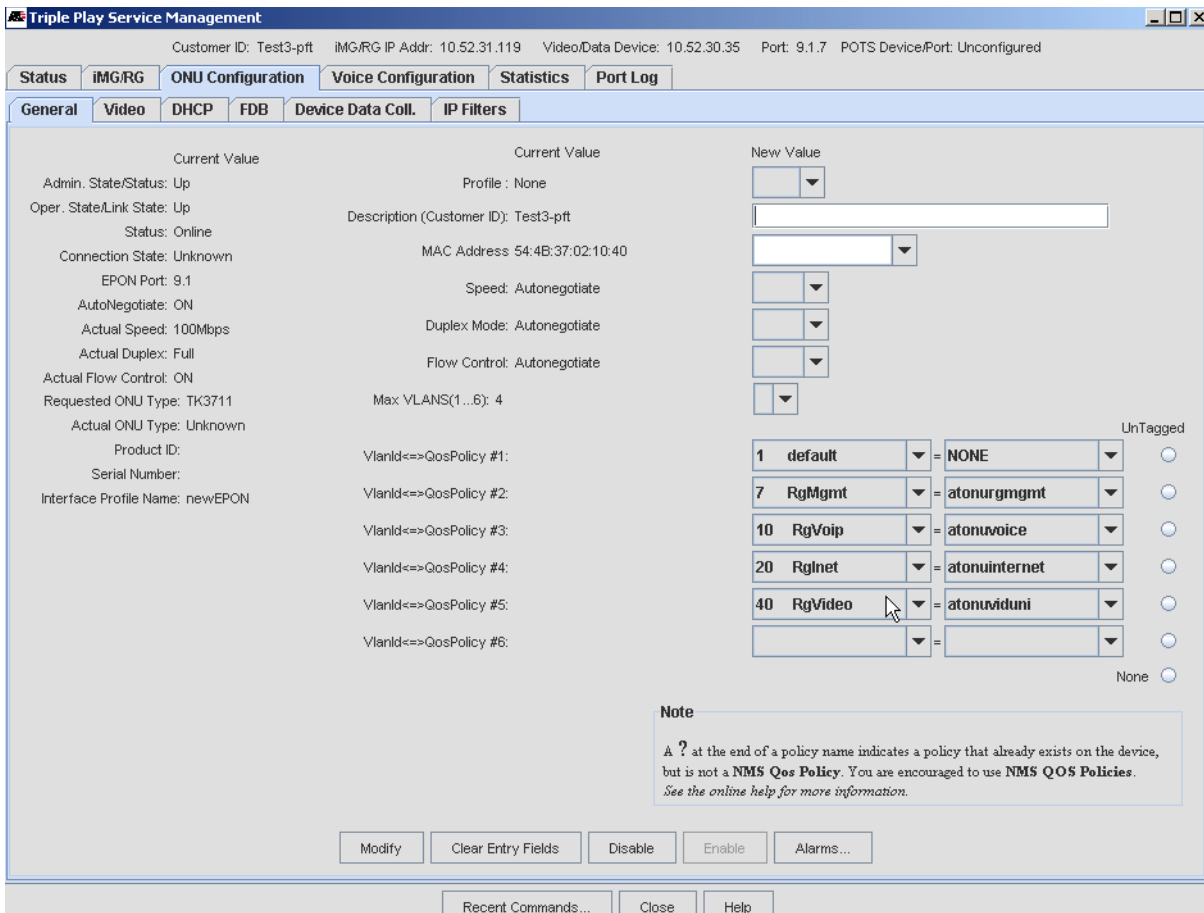 Triple Play Service Management
Customer ID: Test3-pft iMG/RG IP Addr: 10.52.31.119 Video/Data Device: 10.52.30.35 Port: 9.1.7 POTS Device/Port: Unconfigured
Status iMG/RG ONU Configuration Voice Configuration Statistics Port Log
General Video DHCP FDB Device Data Coll. IP Filters
Current Value
Admin. State/Status: Up
Oper. State/Link State: Up
Status: Online
Connection State: Unknown
EPON Port: 9.1
AutoNegotiate: ON
Actual Speed: 100Mbps
Actual Duplex: Full
Actual Flow Control: ON
Requested ONU Type: TK3711
Actual ONU Type: Unknown
Product ID:
Serial Number:
Interface Profile Name: newEPON
Current Value New Value
Profile : None
Description (Customer ID): Test3-pft
MAC Address 54:4B:37:02:10:40
Speed: Autonegotiate
Duplex Mode: Autonegotiate
Flow Control: Autonegotiate
Max VLANS(1...6): 4
UnTagged
VlanId<=>QosPolicy #1: 1 default = NONE
VlanId<=>QosPolicy #2: 7 RgMgmt = atonurgmgmt
VlanId<=>QosPolicy #3: 10 RgVoip = atonuvoice
VlanId<=>QosPolicy #4: 20 RgInet = atonuinternet
VlanId<=>QosPolicy #5: 40 RgVideo = atonuviduni
VlanId<=>QosPolicy #6: =
None
Note
A ? at the end of a policy name indicates a policy that already exists on the device,
but is not a NMS Qos Policy. You are encouraged to use NMS QOS Policies.
See the online help for more information.
Modify Clear Entry Fields Disable Enable Alarms...
Recent Commands... Close Help